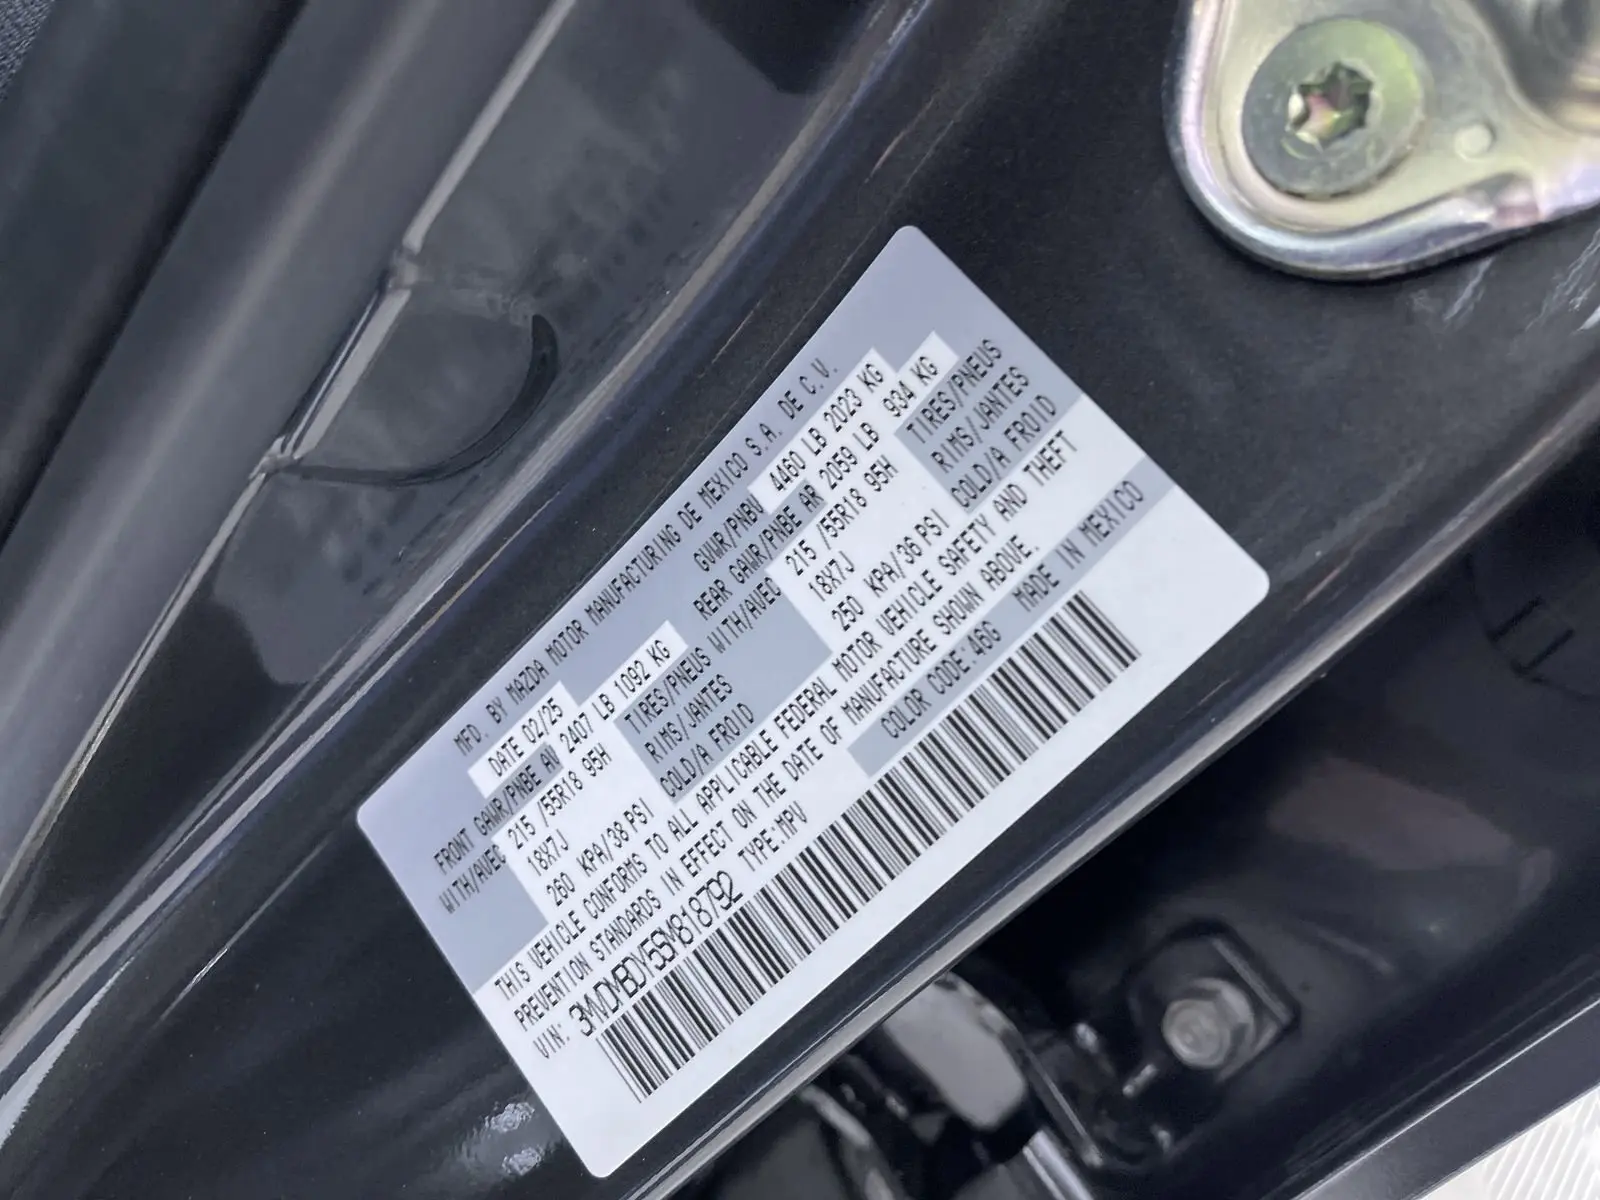 MFD. BY MAZDA MOTOR MANUFACTURING DE MEXICO S.A. DE C.V.
DATE 02/25 GVWR/PNBV 4460 LB 2023 KG
FRONT GAWR/PNBE AV 2407 LB 1092 KG REAR GAWR/PNBE AR 2059 LB 934 KG
WITH/AVEC 215 /55R18 95H TIRES/PNEUS WITH/AVEC 215 /55R18 95H TIRES/PNEUS
18X7J RIMS/JANTES 18X7J RIMS/JANTES
260 KPA/38 PSI COLD/A FROID 250 KPA/36 PSI COLD/A FROID
THIS VEHICLE CONFORMS TO ALL APPLICABLE FEDERAL MOTOR VEHICLE SAFETY AND THEFT
PREVENTION STANDARDS IN EFFECT ON THE DATE OF MANUFACTURE SHOWN ABOVE.
VIN: 3MVDMBDY5SM818792 TYPE:MPV COLOR CODE:46G MADE IN MEXICO